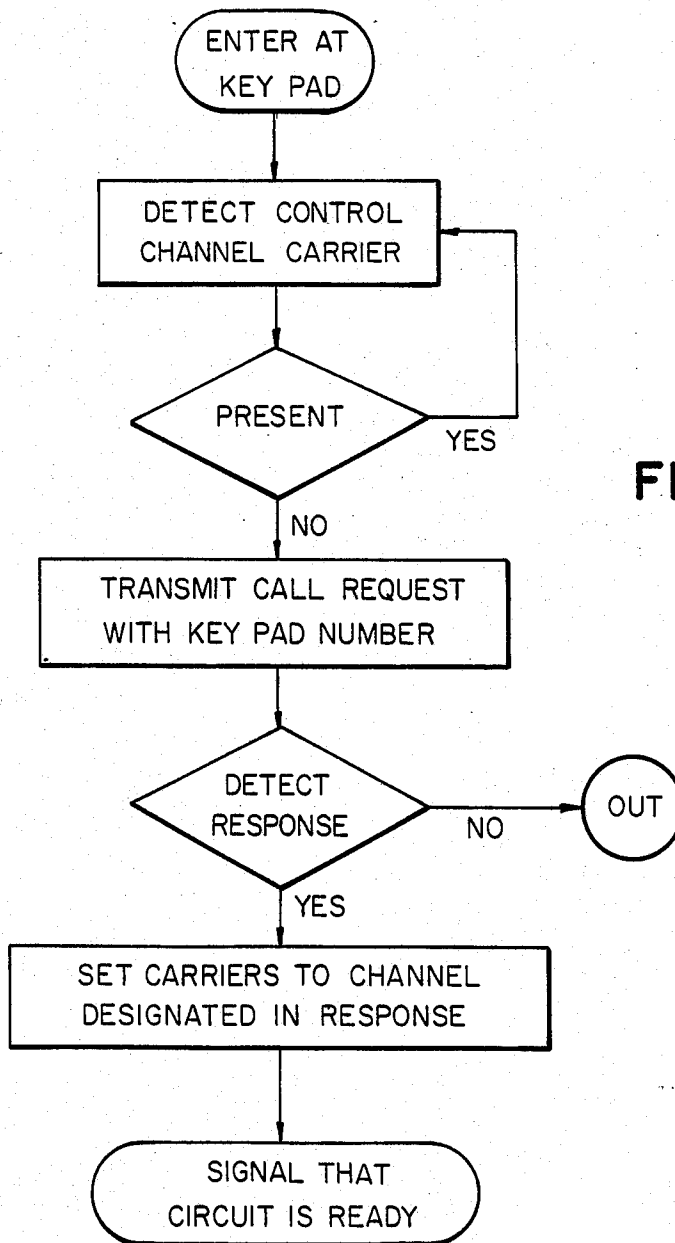 ENTER AT
KEY PAD
DETECT CONTROL
CHANNEL CARRIER
PRESENT
YES
NO
TRANSMIT CALL REQUEST
WITH KEY PAD NUMBER
DETECT
RESPONSE
NO
OUT
YES
SET CARRIERS TO CHANNEL
DESIGNATED IN RESPONSE
SIGNAL THAT
CIRCUIT IS READY